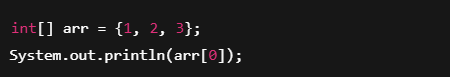 int[] arr = {1, 2, 3};
System.out.println(arr[0]);